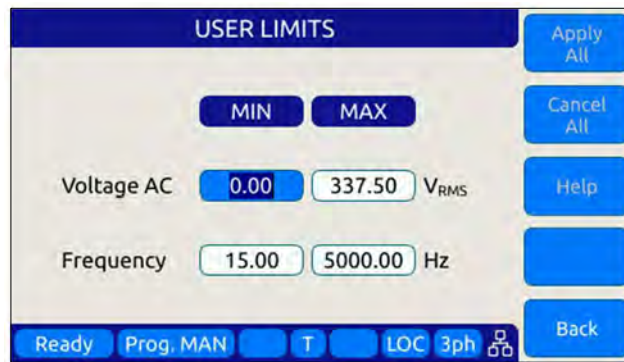 USER LIMITS
Apply
All
MIN MAX
Cancel
All
Voltage AC 0.00 337.50 VRMS
Help
Frequency 15.00 5000.00 Hz
Ready Prog. MAN T LOC 3ph
Back